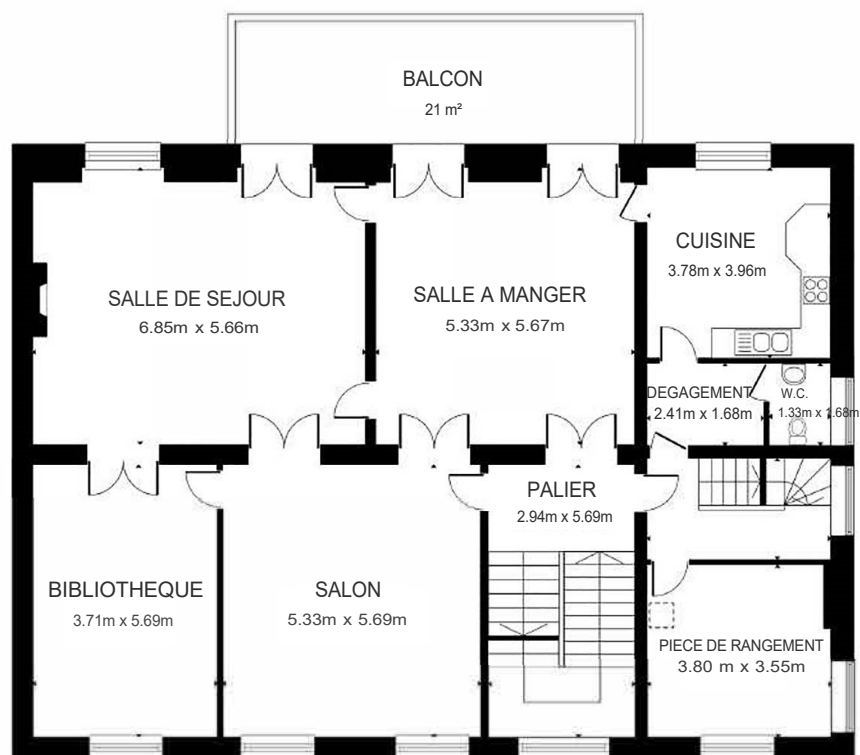 BALCON
21 m²
SALLE DE SEJOUR
6.85m x 5.66m
SALLE A MANGER
5.33m x 5.67m
CUISINE
3.78m x 3.96m
DEGAGEMENT
2.41m x 1.68m
W.C.
1.33m x 1.68m
PALIER
2.94m x 5.69m
BIBLIOTHEQUE
3.71m x 5.69m
SALON
5.33m x 5.69m
PIECE DE RANGEMENT
3.80 m x 3.55m